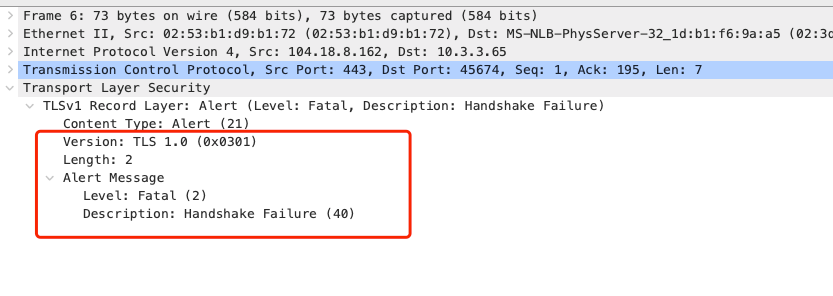 Frame 6: 73 bytes on wire (584 bits), 73 bytes captured (584 bits)
Ethernet II, Src: 02:53:b1:d9:b1:72 (02:53:b1:d9:b1:72), Dst: MS-NLB-PhysServer-32_1d:b1:f6:9a:a5 (02:3d
Internet Protocol Version 4, Src: 104.18.8.162, Dst: 10.3.3.65
Transmission Control Protocol, Src Port: 443, Dst Port: 45674, Seq: 1, Ack: 195, Len: 7
Transport Layer Security
TLSv1 Record Layer: Alert (Level: Fatal, Description: Handshake Failure)
Content Type: Alert (21)
Version: TLS 1.0 (0x0301)
Length: 2
Alert Message
Level: Fatal (2)
Description: Handshake Failure (40)